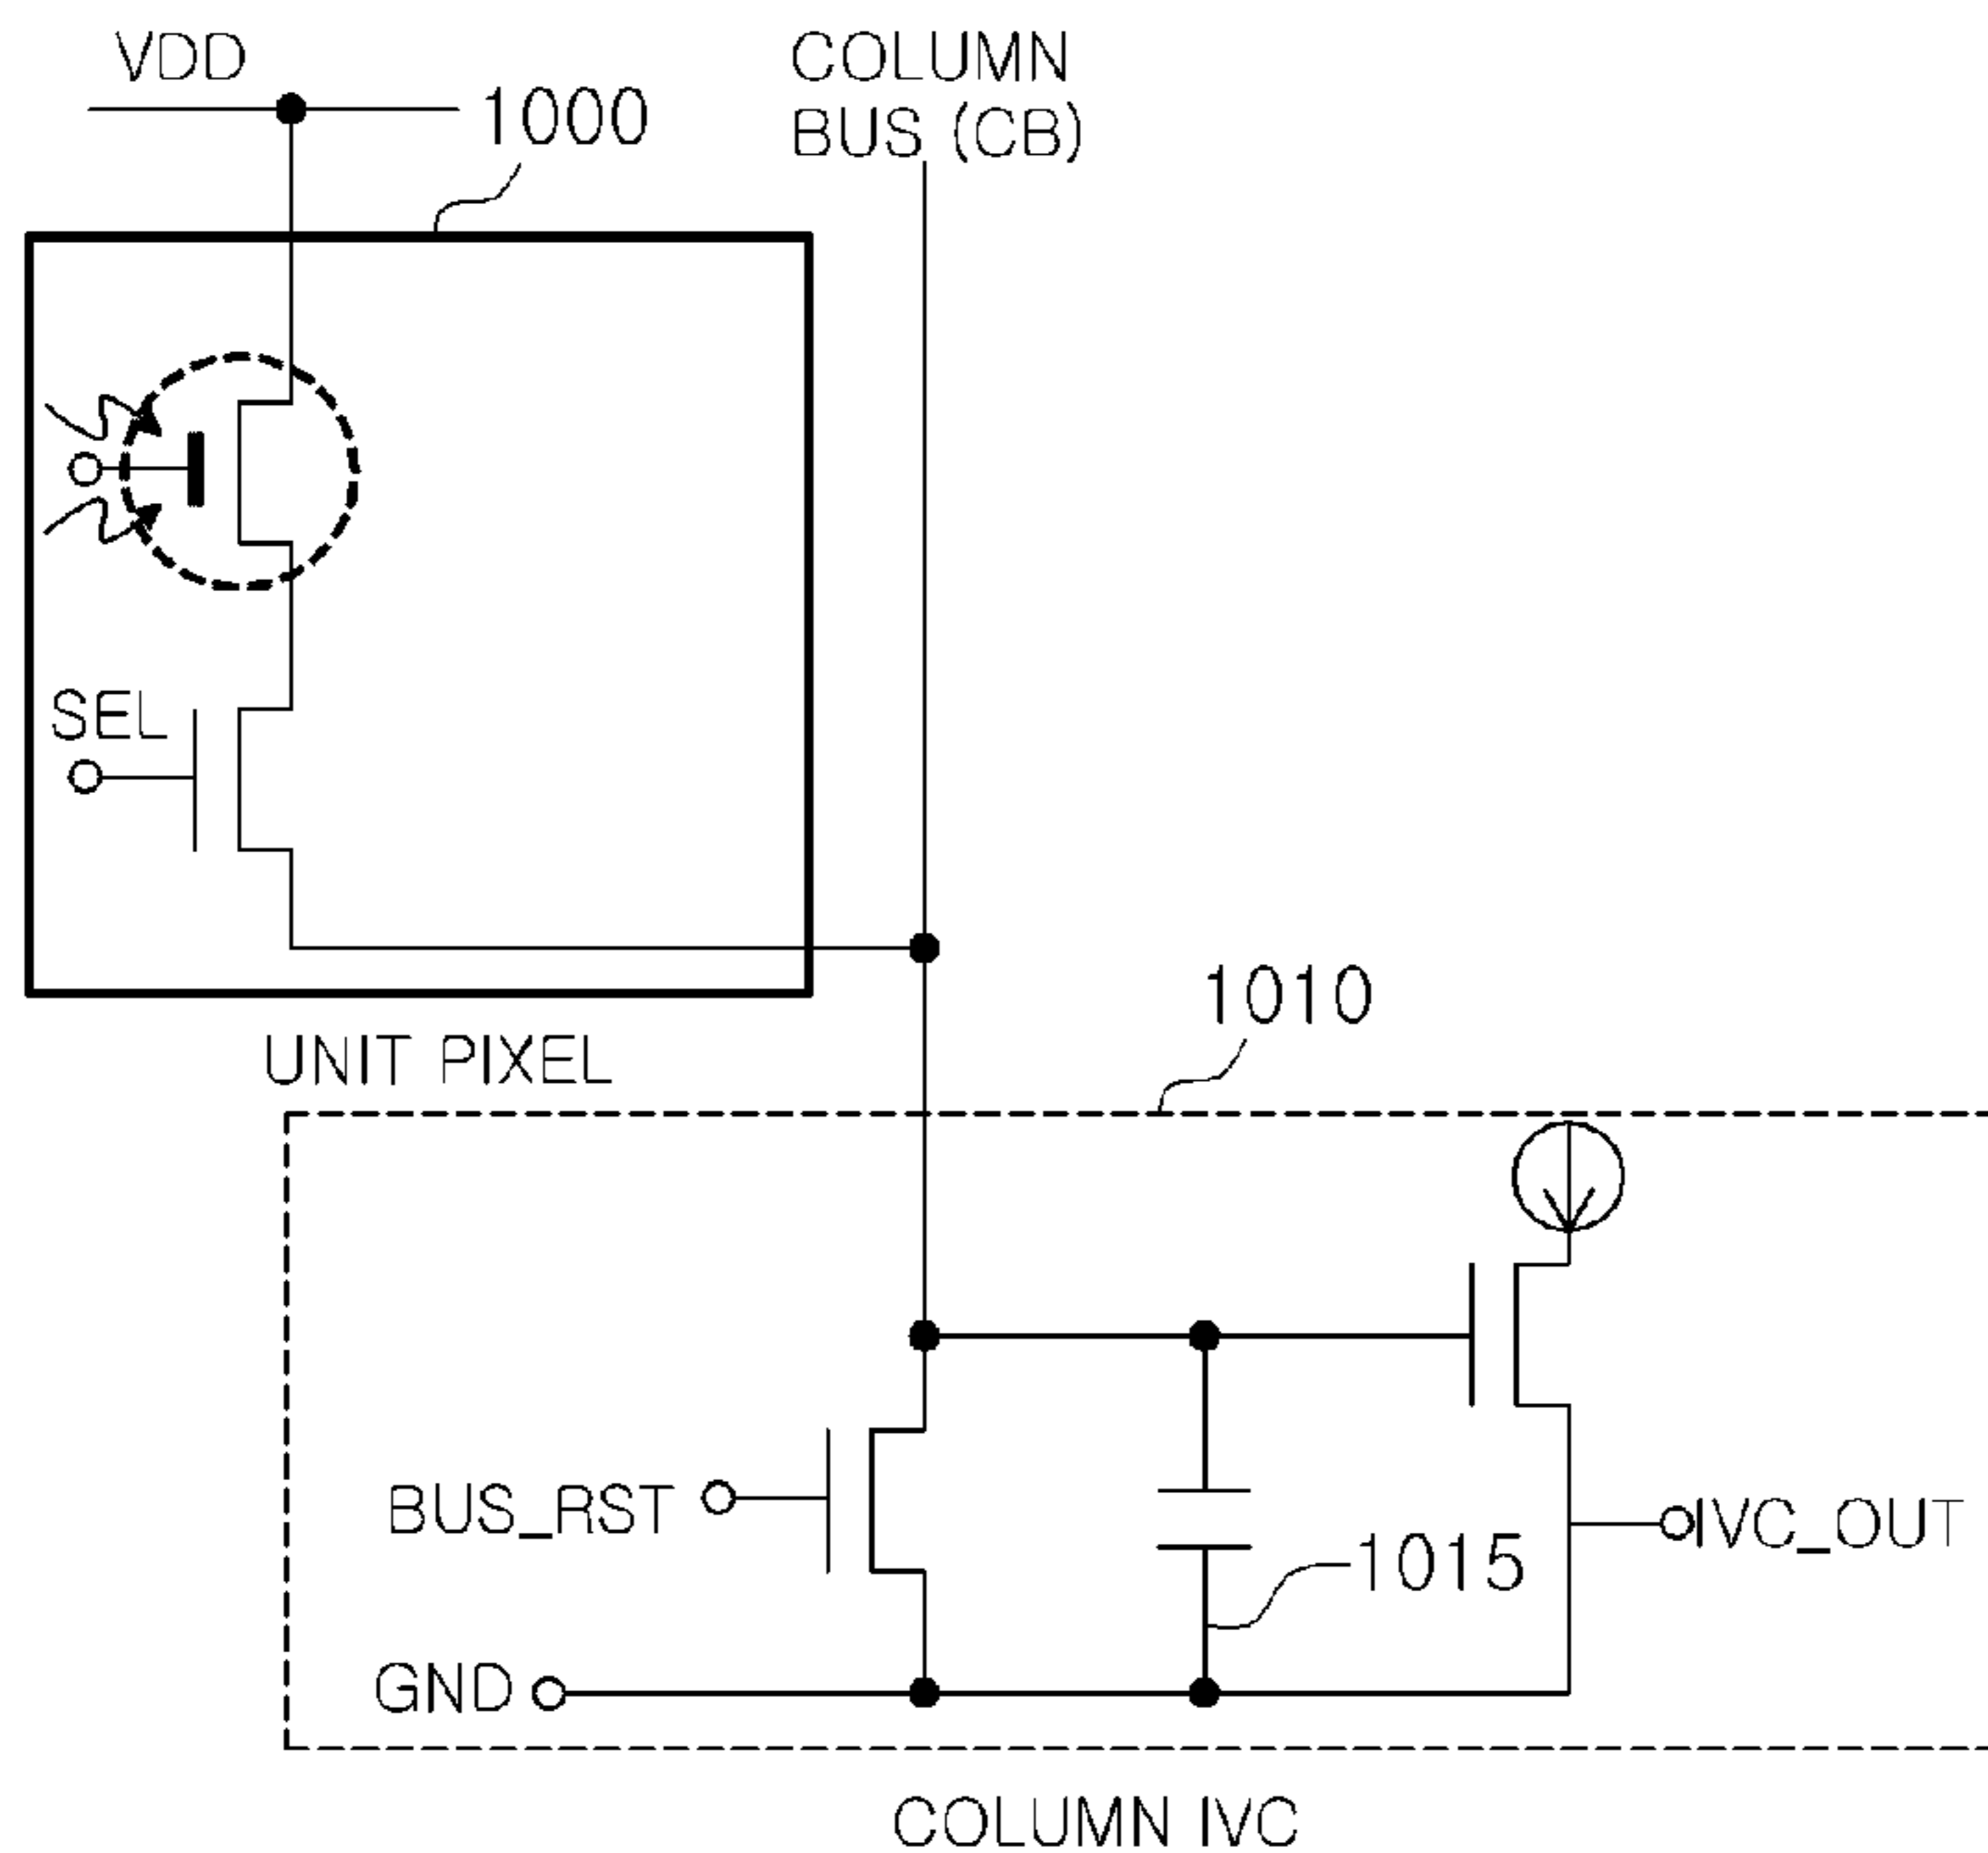 VDD
COLUMN
BUS (CB)
1000
SEL
UNIT PIXEL
1010
BUS_RST
1015
IVC_OUT
GND
COLUMN IVC